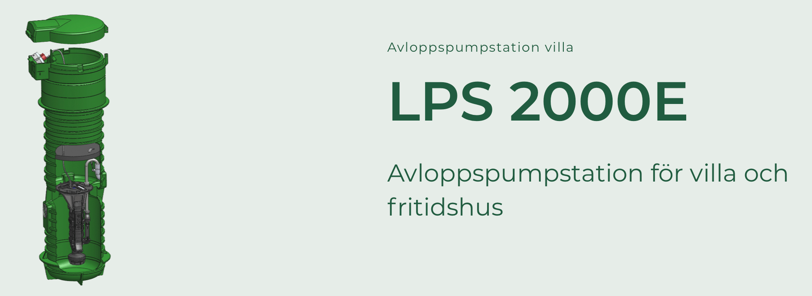 Avloppspumpstation villa
LPS 2000E
Avloppspumpstation för villa och
fritidshus